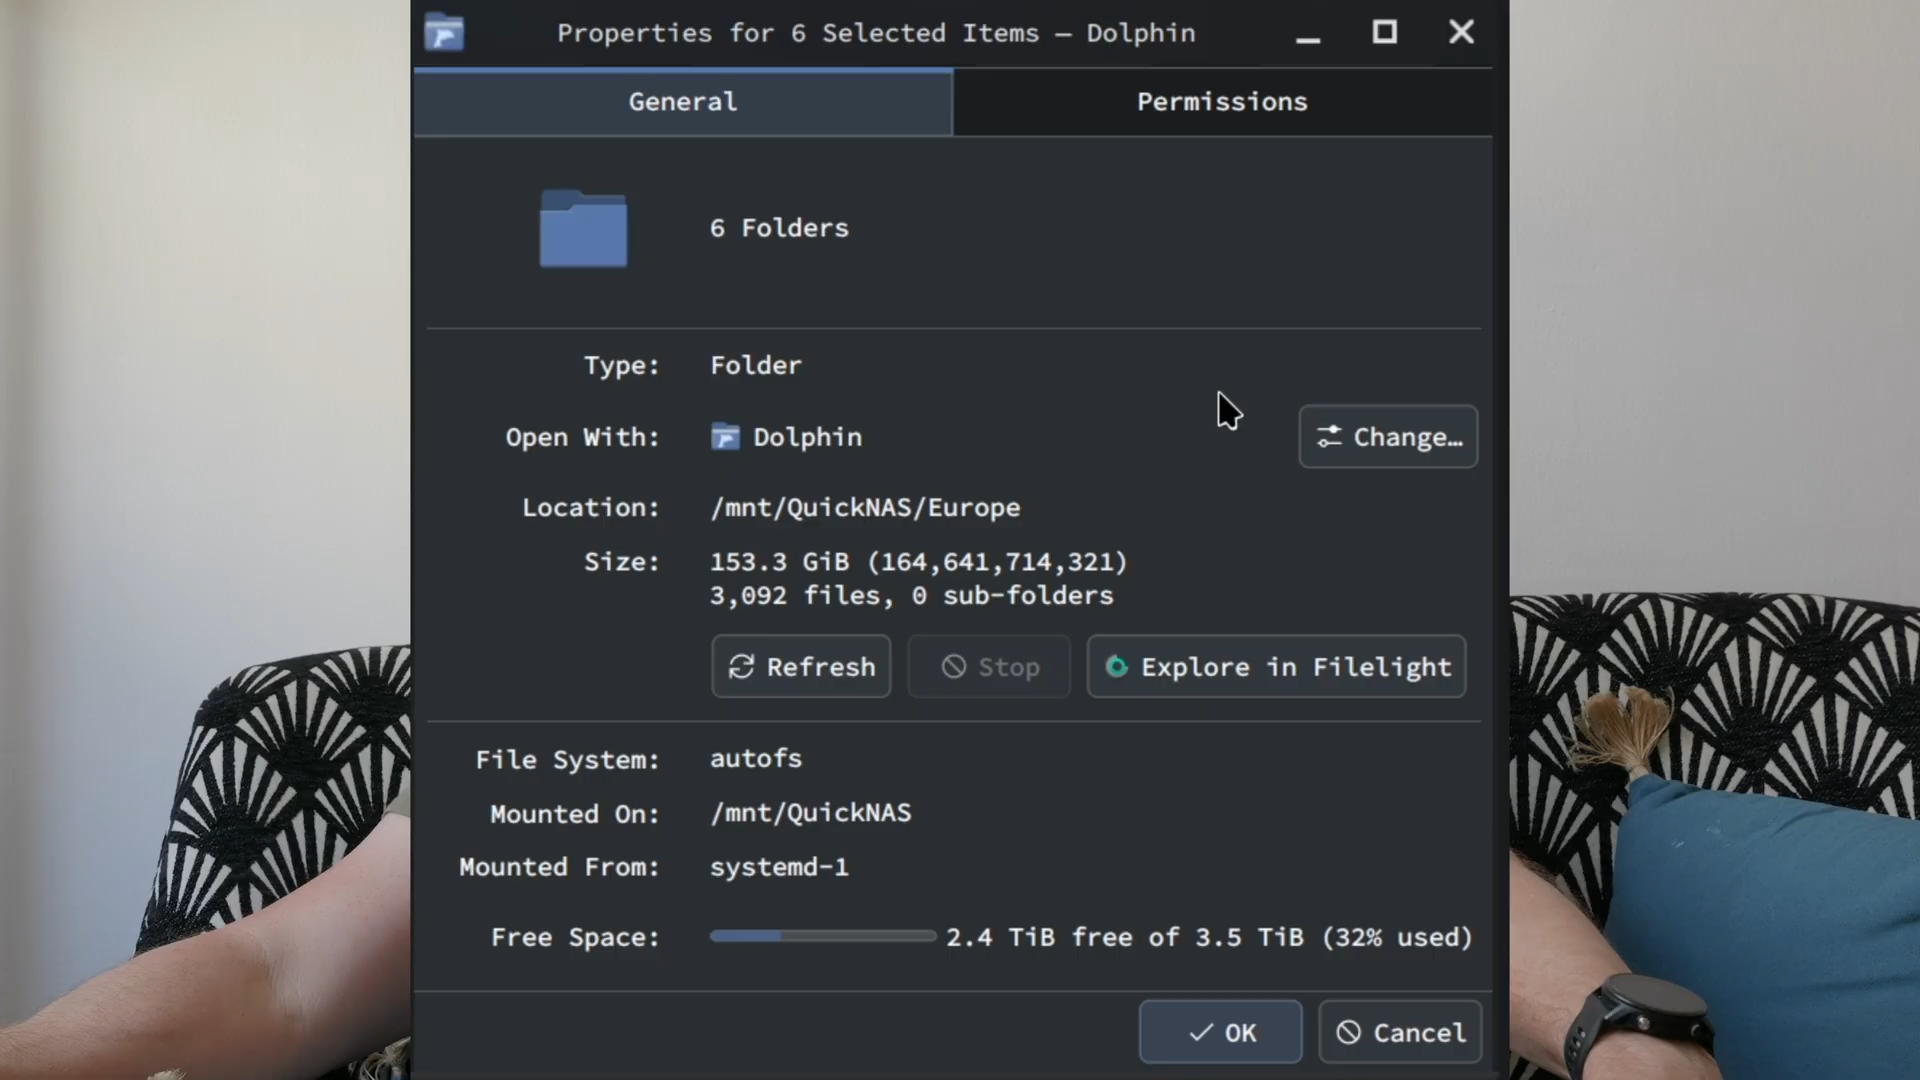 Properties for 6 Selected Items — Dolphin
General
Permissions
6 Folders
Type: Folder
Open With: Dolphin
Change…
Location: /mnt/QuickNAS/Europe
Size: 153.3 GiB (164,641,714,321)
3,092 files, 0 sub-folders
Refresh
Stop
Explore in Filelight
File System: autofs
Mounted On: /mnt/QuickNAS
Mounted From: systemd-1
Free Space: 2.4 TiB free of 3.5 TiB (32% used)
OK
Cancel